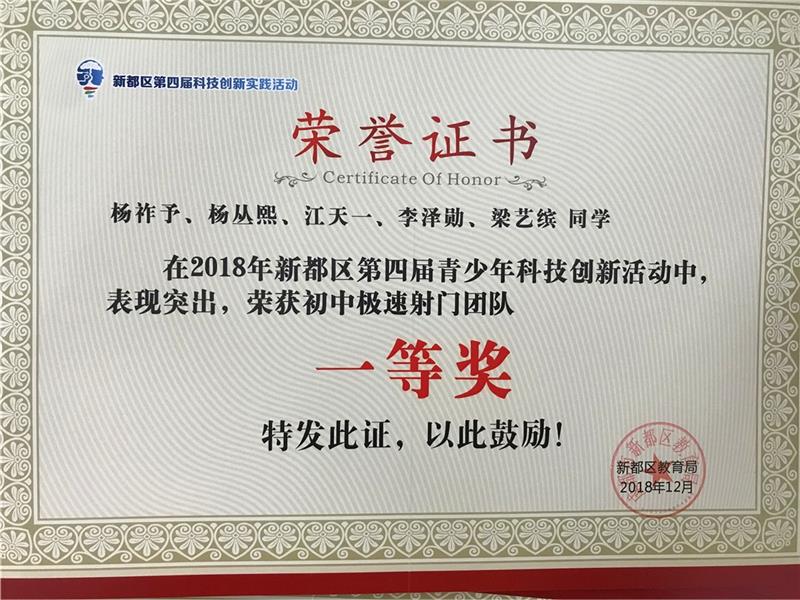 新都区第四届科技创新实践活动
荣誉证书
Certificate Of Honor
杨祚予、杨丛熙、江天一、李泽勋、梁艺缤 同学
在2018年新都区第四届青少年科技创新活动中，
表现突出，荣获初中极速射门团队
一等奖
特发此证，以此鼓励！
新都区教育局
2018年12月